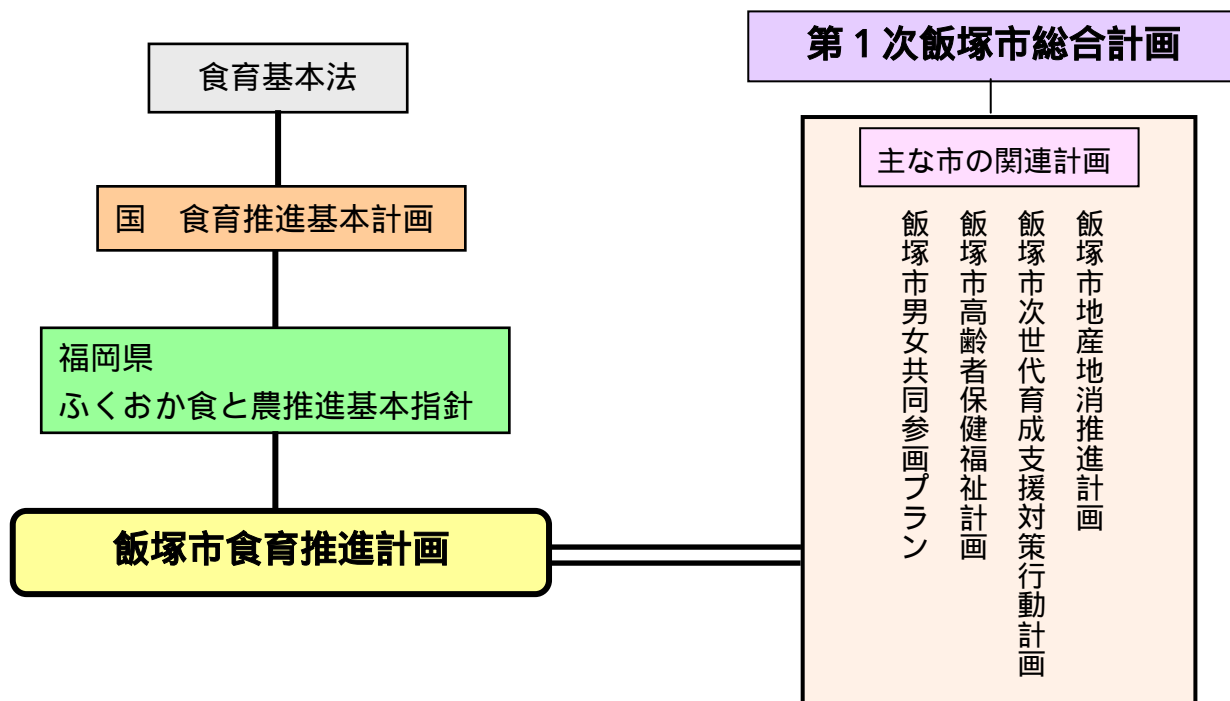 第1次飯塚市総合計画
食育基本法
主な市の関連計画
国　食育推進基本計画
福岡県
ふくおか食と農推進基本指針
飯塚市食育推進計画
飯塚市地産地消推進計画
飯塚市次世代育成支援対策行動計画
飯塚市高齢者保健福祉計画
飯塚市男女共同参画プラン